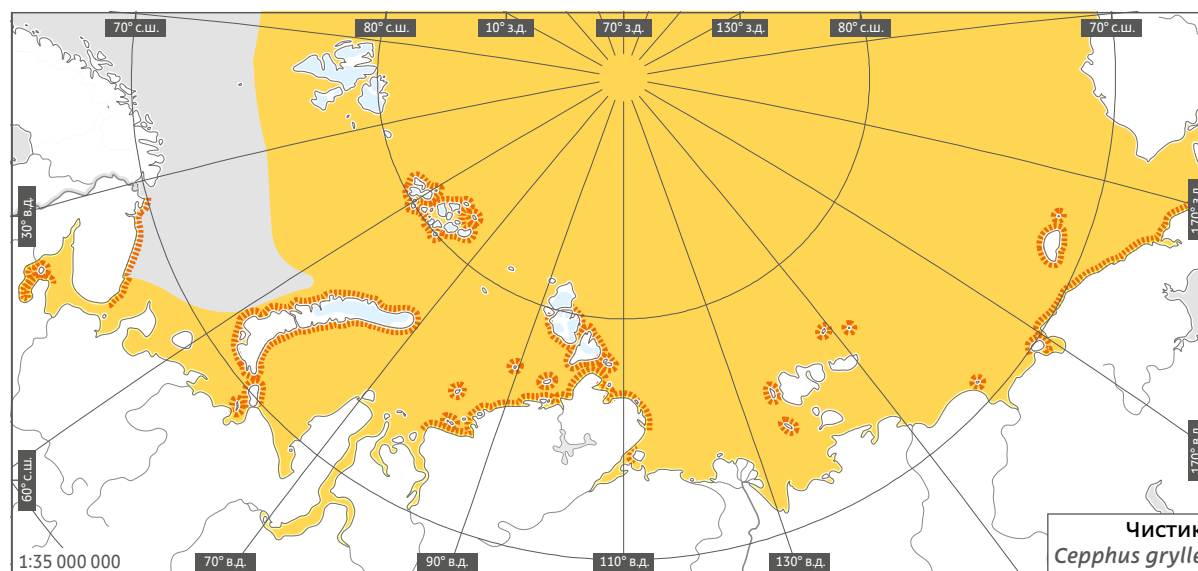 70° с.ш.
80° с.ш.
10° з.д.
70° з.д.
130° з.д.
80° с.ш.
70° с.ш.
30° в.д.
170° з.д.
60° с.ш.
170° в.д.
1:35 000 000
70° в.д.
90° в.д.
110° в.д.
130° в.д.
Чистик
Cepphus grylle